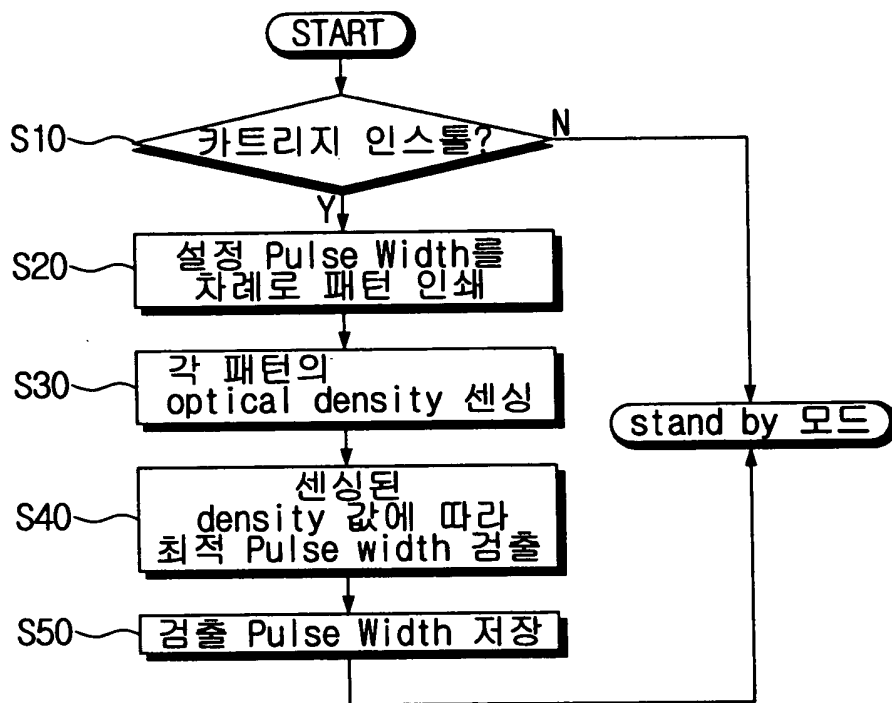 START
S10
카트리지 인스톨?
N
Y
S20
설정 Pulse Width를
차례로 패턴 인쇄
S30
각 패턴의
optical density 센싱
stand by 모드
S40
센싱된
density 값에 따라
최적 Pulse width 검출
S50
검출 Pulse Width 저장